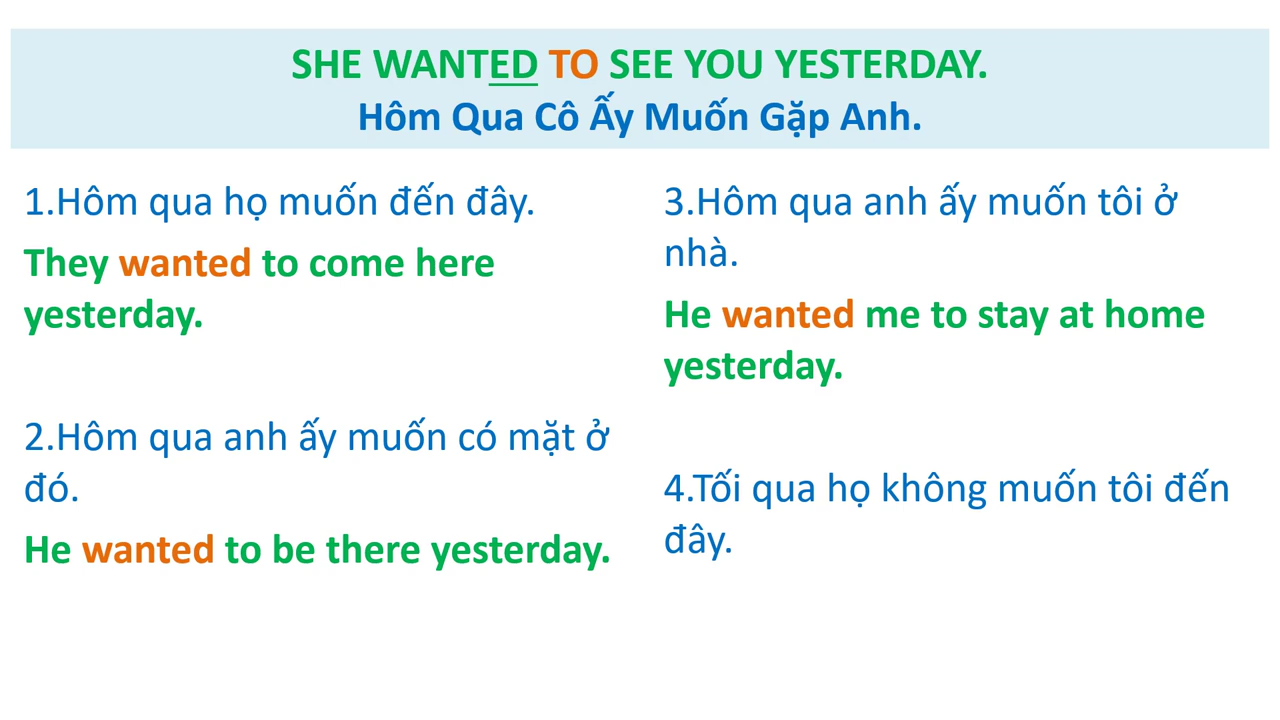 SHE WANTED TO SEE YOU YESTERDAY.
Hôm Qua Cô Ấy Muốn Gặp Anh.
1.Hôm qua họ muốn đến đây.
They wanted to come here
yesterday.
2.Hôm qua anh ấy muốn có mặt ở
đó.
He wanted to be there yesterday.
3.Hôm qua anh ấy muốn tôi ở
nhà.
He wanted me to stay at home
yesterday.
4.Tối qua họ không muốn tôi đến
đây.